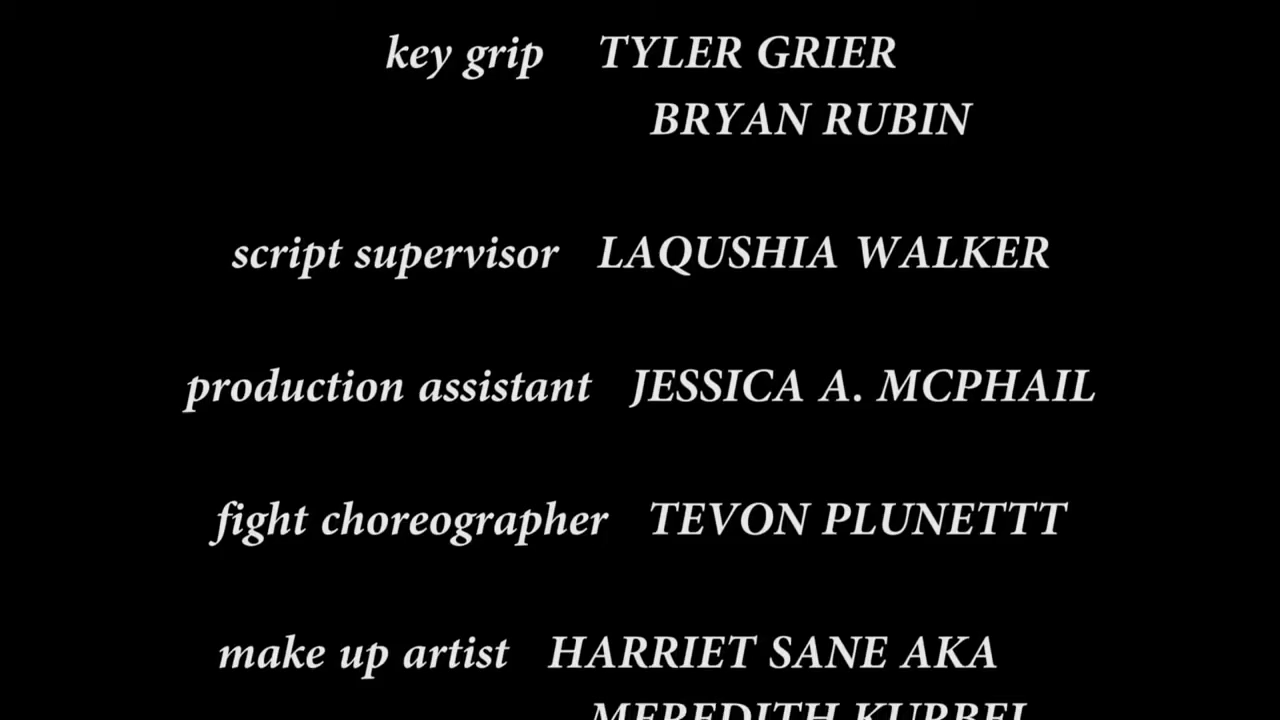 key grip TYLER GRIER
BRYAN RUBIN
script supervisor LAQUSHIA WALKER
production assistant JESSICA A. MCPHAIL
fight choreographer TEVON PLUNETTT
make up artist HARRIET SANE AKA
MEREDITH